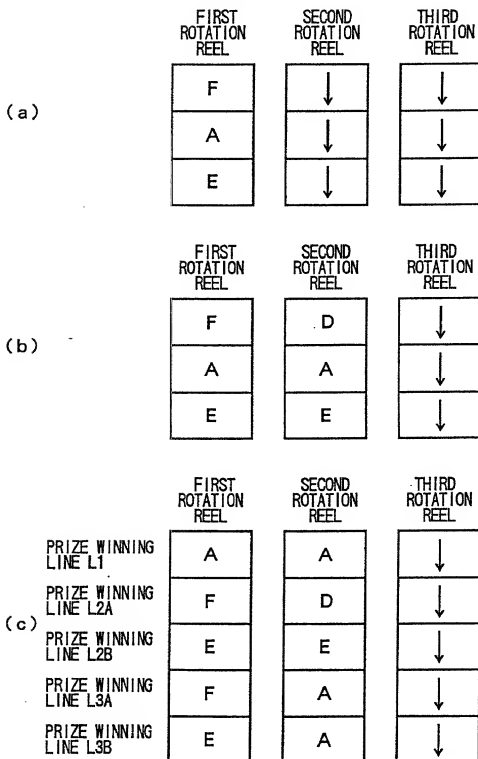 FIRST ROTATION REEL SECOND ROTATION REEL THIRD ROTATION REEL
(a)
F ↓ ↓
A ↓ ↓
E ↓ ↓
FIRST ROTATION REEL SECOND ROTATION REEL THIRD ROTATION REEL
(b)
F D ↓
A A ↓
E E ↓
FIRST ROTATION REEL SECOND ROTATION REEL THIRD ROTATION REEL
(c)
PRIZE WINNING LINE L1 A A ↓
PRIZE WINNING LINE L2A F D ↓
PRIZE WINNING LINE L2B E E ↓
PRIZE WINNING LINE L3A F A ↓
PRIZE WINNING LINE L3B E A ↓